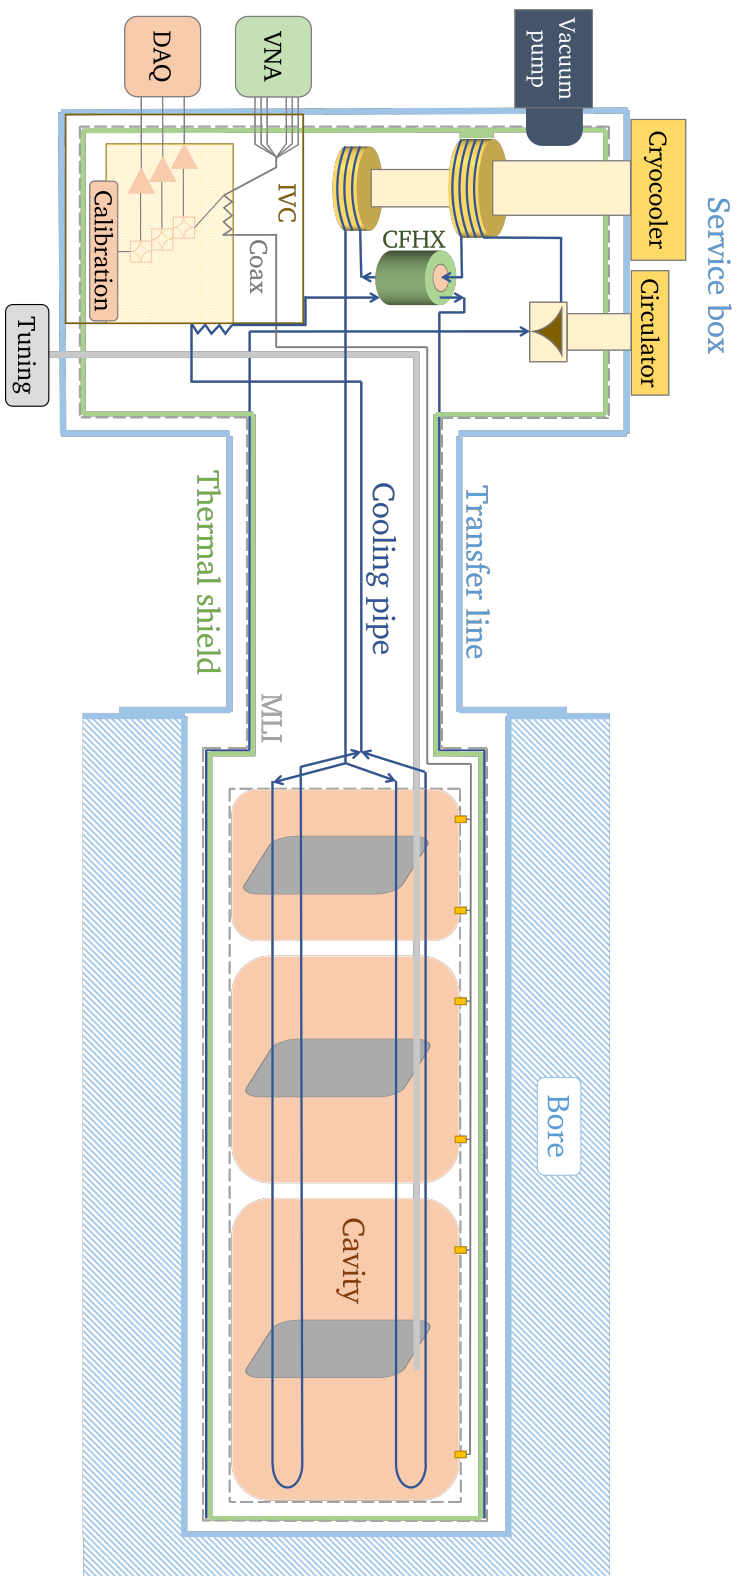 Service box
Cryocooler
Circulator
Vacuum
pump
VNA
DAQ
IVC
CFHX
Coax
Calibration
Tuning
Transfer line
Cooling pipe
Thermal shield
MLI
Bore
Cavity